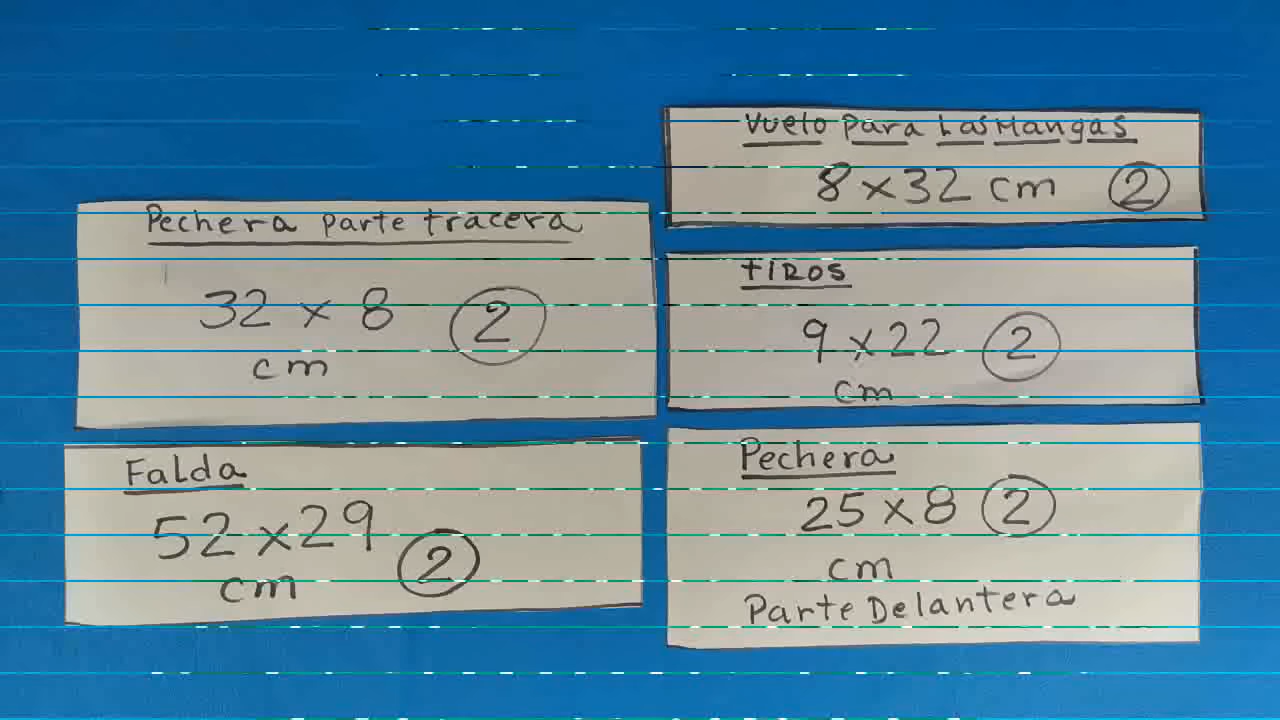 Pechera parte tracera
32 x 8 2
cm
Falda
52 x 29 2
cm
Vuelo para Las Mangas
8 x 32 cm 2
tiros
9 x 22 2
cm
Pechera
25 x 8 2
cm
Parte Delantera